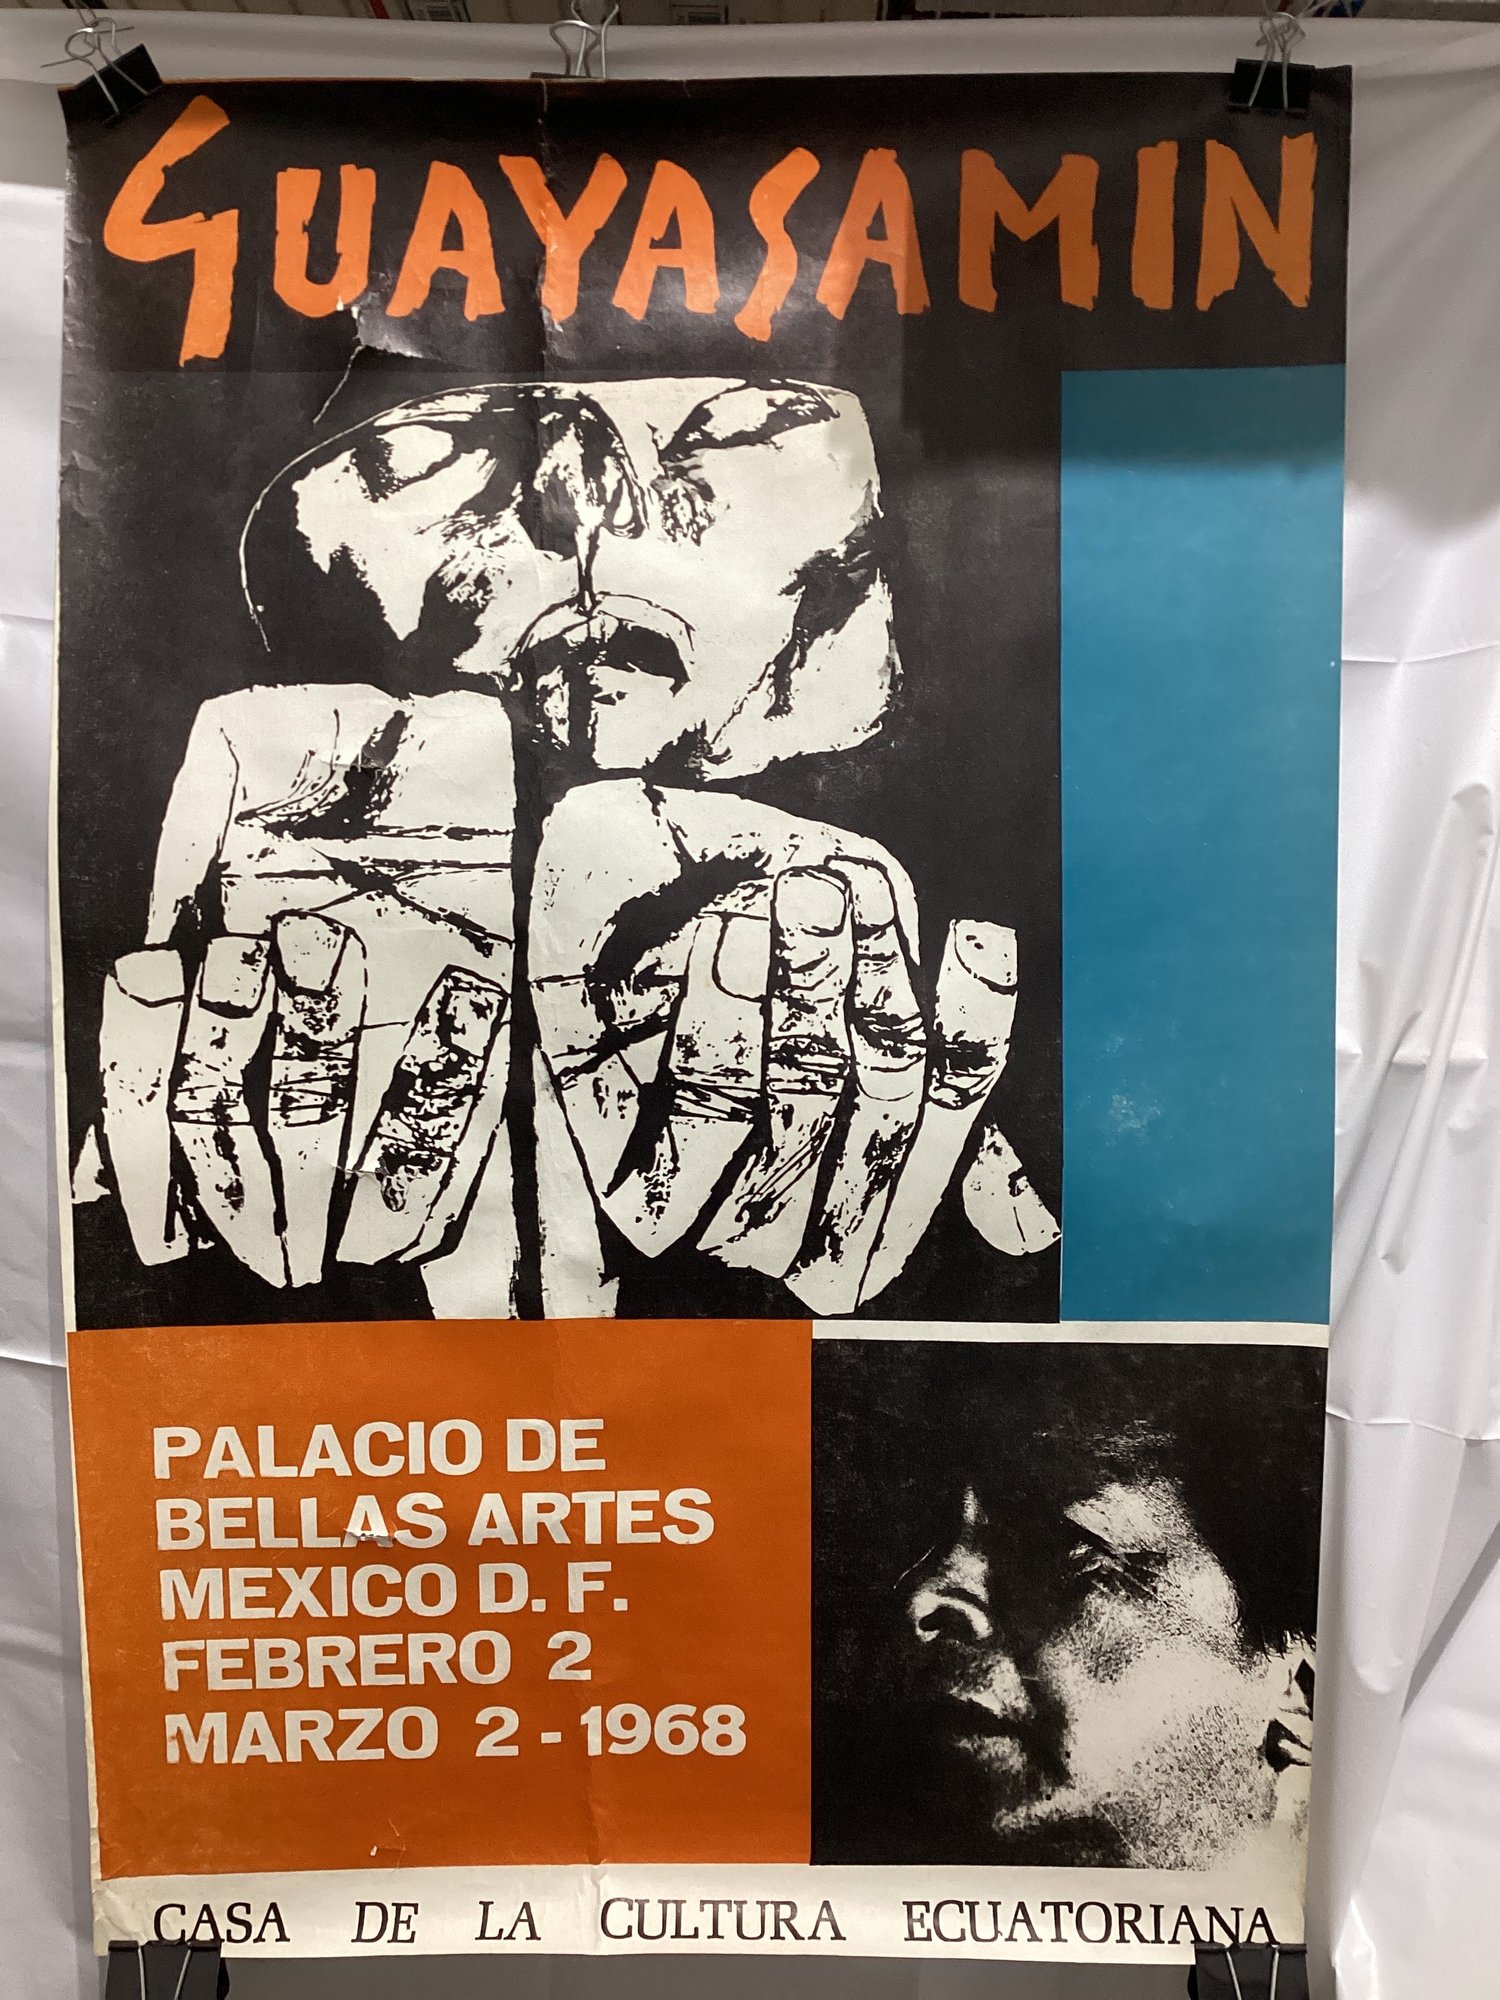 GUAYASAMIN
PALACIO DE
BELLAS ARTES
MEXICO D. F.
FEBRERO 2
MARZO 2 - 1968
CASA DE LA CULTURA ECUATORIANA